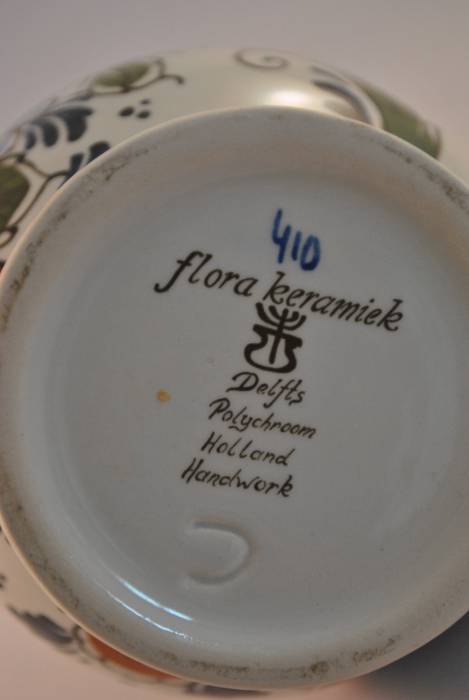 410
flora keramiek
Delfts
Polychroom
Holland
Handwork